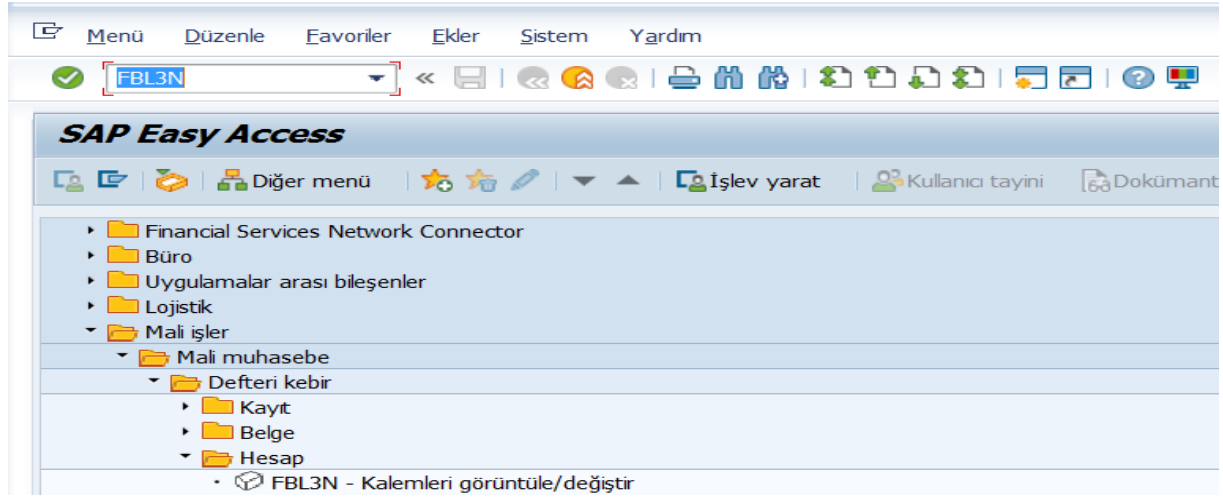 Menü Düzenle Favoriler Ekler Sistem Yardım
FBL3N
SAP Easy Access
Diğer menü İşlev yarat Kullanıcı tayini Dokümant
Financial Services Network Connector
Büro
Uygulamalar arası bileşenler
Lojistik
Mali işler
Mali muhasebe
Defteri kebir
Kayıt
Belge
Hesap
FBL3N - Kalemleri görüntüle/değiştir